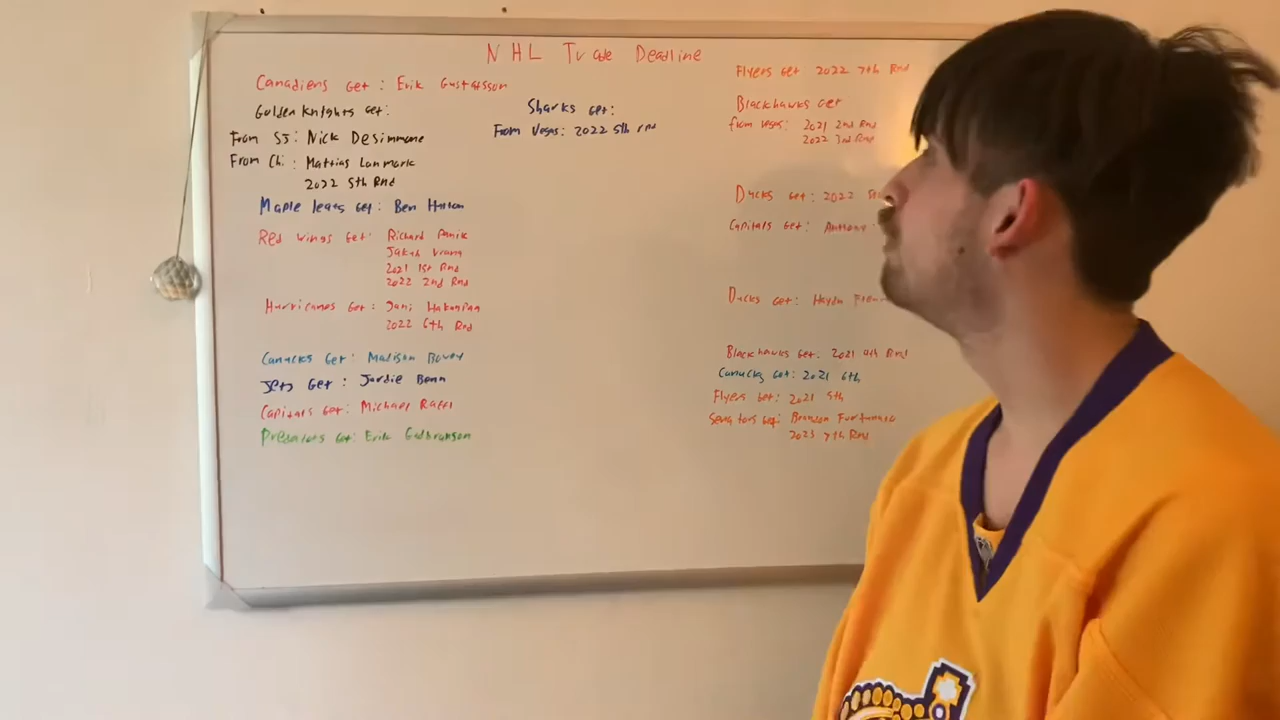 NHL Trade Deadline
Canadiens Get: Erik Gustafsson
Flyers Get 2022 7th Rnd
Golden Knights Get:
From SJ: Nick DeSimmone
From Chi: Mattias Lanmark
2022 5th Rnd
Sharks Get:
From Vegas: 2022 5th rnd
Blackhawks Get
from vegas: 2021 2nd Rnd
2022 3rd Rnd
Maple leafs Get: Ben Hutton
Ducks Get: 2022
Red wings Get: Richard Panik
Jakub Vrana
2021 1st Rnd
2022 2nd Rnd
Capitals Get: Anthony
Hurricanes Get: Jani Hakanpaa
2022 6th Rnd
Ducks Get: Haydn
Canucks Get: Madison Bowey
Blackhawks Get: 2021 4th Rnd
Jets Get: Jordie Benn
Canucks Get: 2021 6th
Capitals Get: Michael Raffl
Flyers Get: 2021 5th
Predators Get: Erik Gudbranson
Senators Get: Brandon
2023 7th Rnd